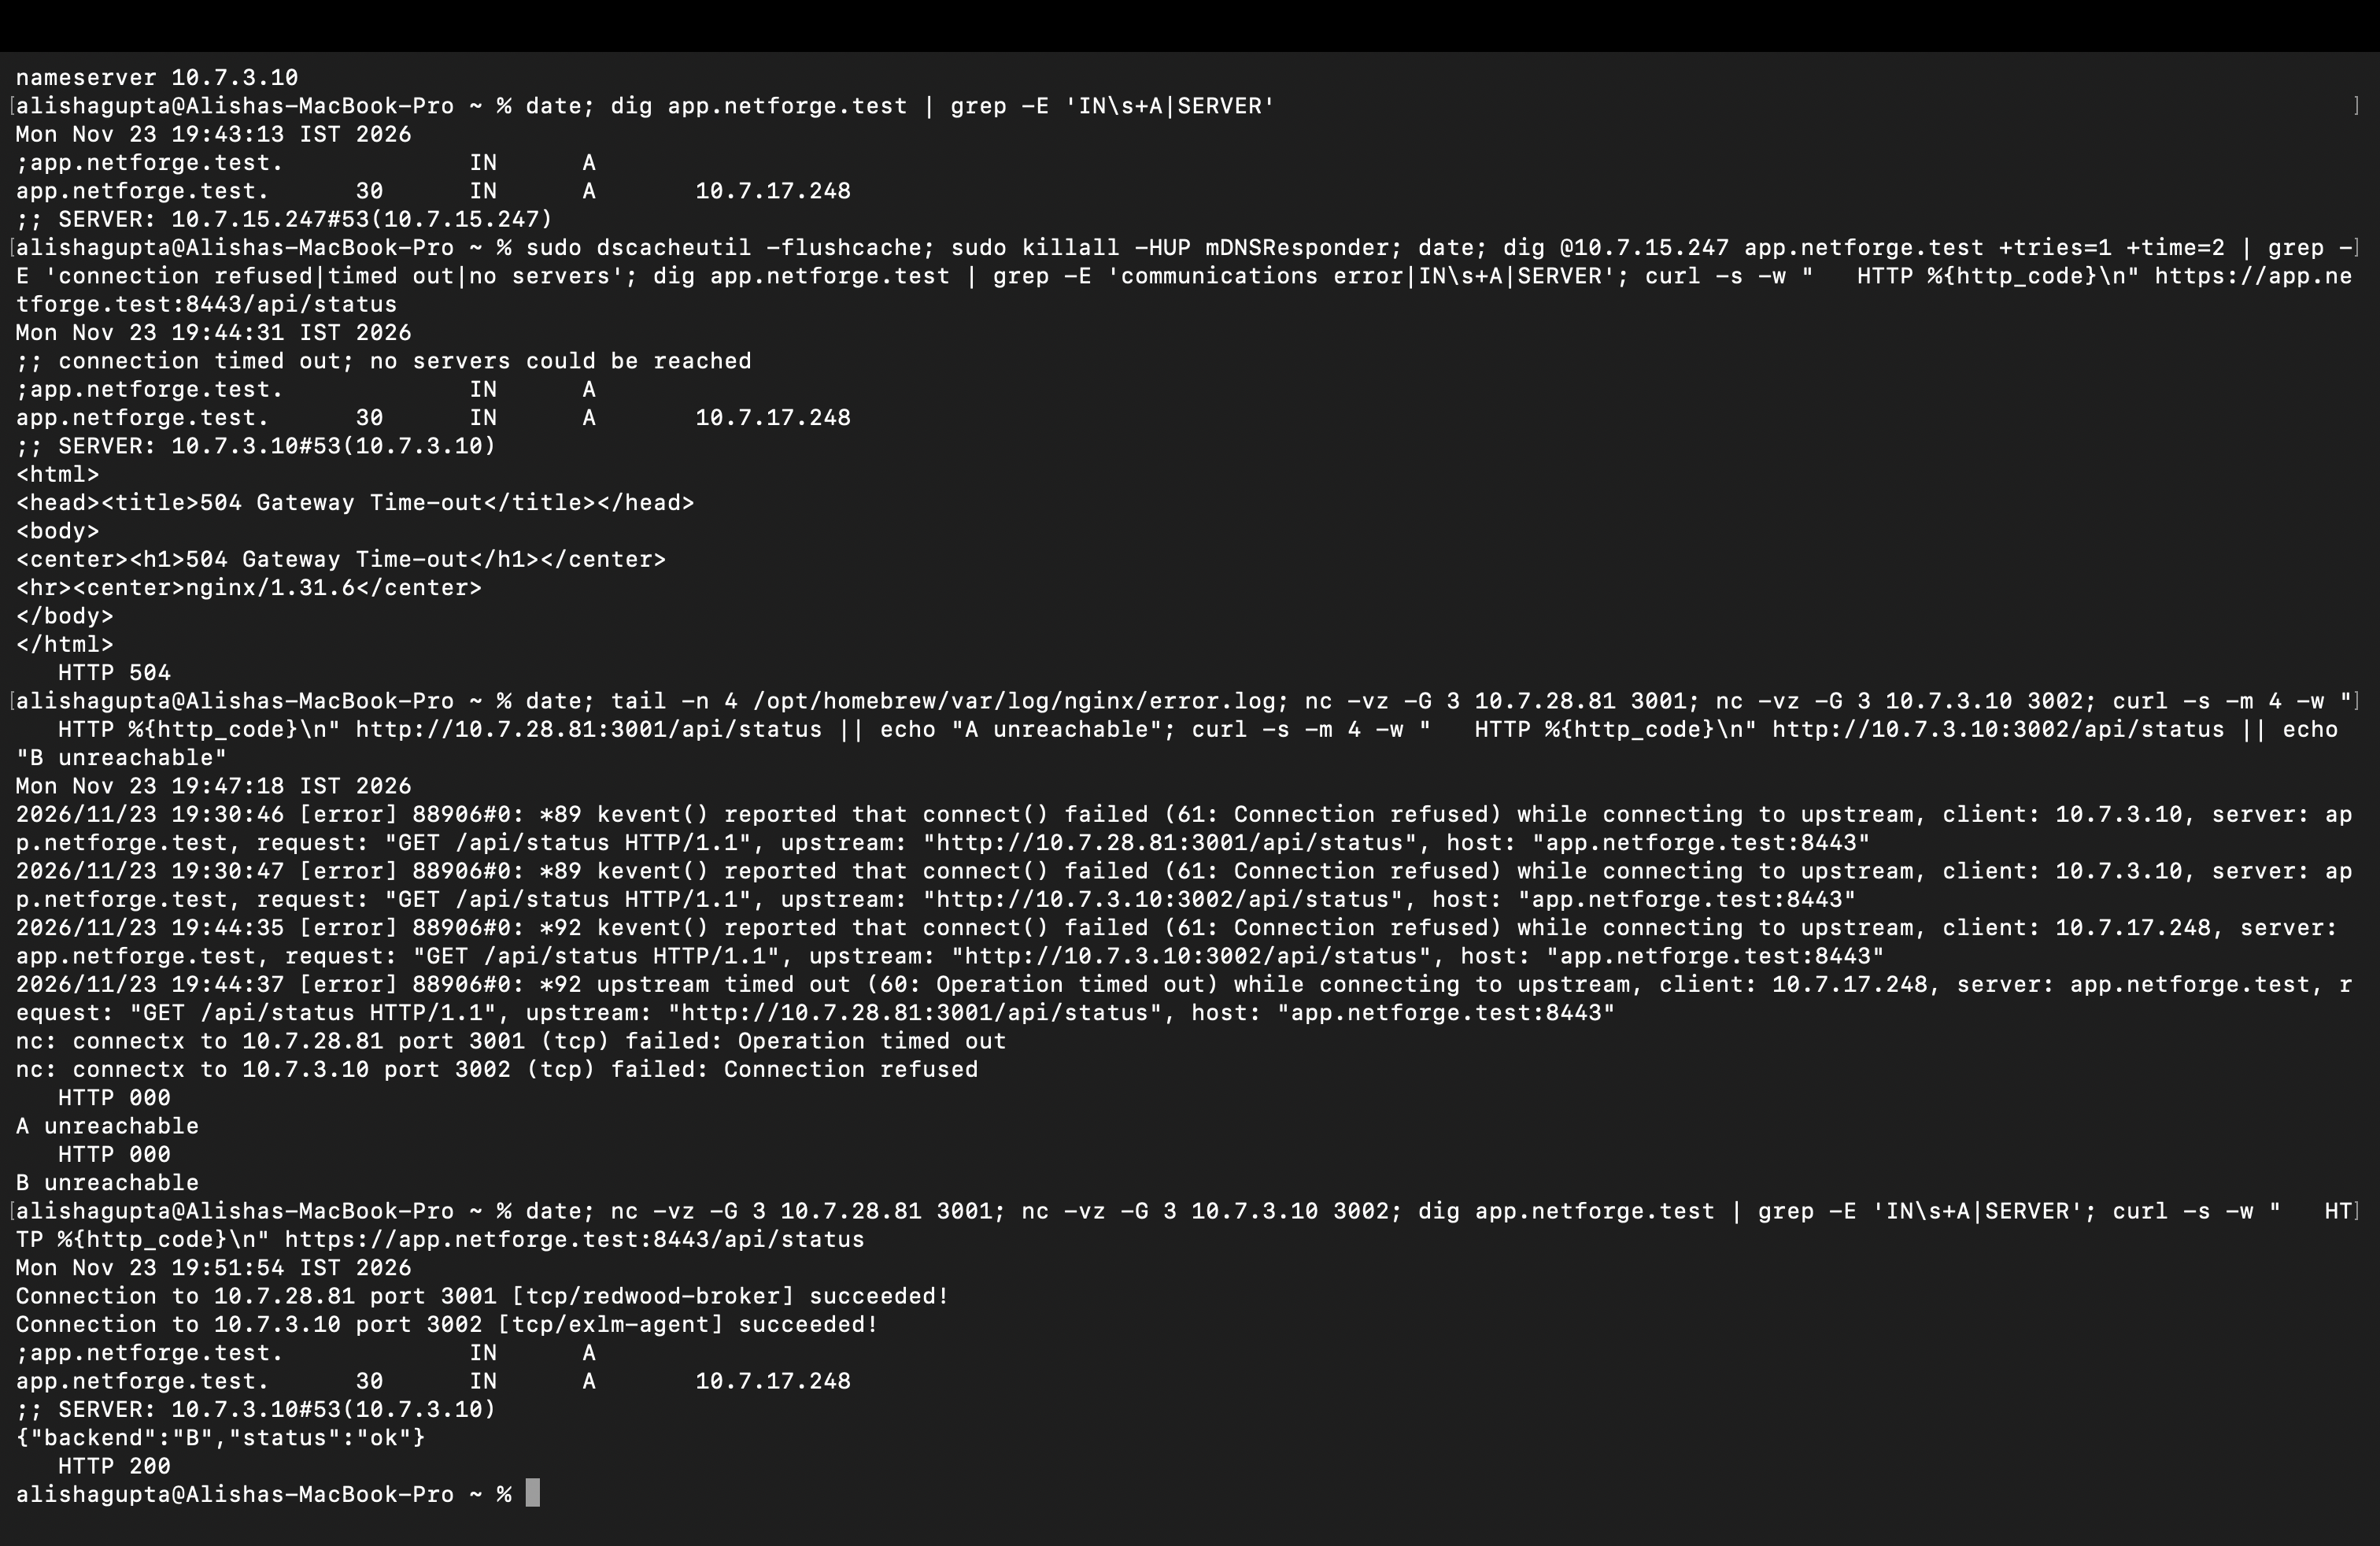 nameserver 10.7.3.10
[alishagupta@Alishas-MacBook-Pro ~ % date; dig app.netforge.test | grep -E 'IN\s+A|SERVER' ]
Mon Nov 23 19:43:13 IST 2026
;app.netforge.test. IN A
app.netforge.test. 30 IN A 10.7.17.248
;; SERVER: 10.7.15.247#53(10.7.15.247)
[alishagupta@Alishas-MacBook-Pro ~ % sudo dscacheutil -flushcache; sudo killall -HUP mDNSResponder; date; dig @10.7.15.247 app.netforge.test +tries=1 +time=2 | grep -]
E 'connection refused|timed out|no servers'; dig app.netforge.test | grep -E 'communications error|IN\s+A|SERVER'; curl -s -w "   HTTP %{http_code}\n" https://app.ne
tforge.test:8443/api/status
Mon Nov 23 19:44:31 IST 2026
;; connection timed out; no servers could be reached
;app.netforge.test. IN A
app.netforge.test. 30 IN A 10.7.17.248
;; SERVER: 10.7.3.10#53(10.7.3.10)
<html>
<head><title>504 Gateway Time-out</title></head>
<body>
<center><h1>504 Gateway Time-out</h1></center>
<hr><center>nginx/1.31.6</center>
</body>
</html>
   HTTP 504
[alishagupta@Alishas-MacBook-Pro ~ % date; tail -n 4 /opt/homebrew/var/log/nginx/error.log; nc -vz -G 3 10.7.28.81 3001; nc -vz -G 3 10.7.3.10 3002; curl -s -m 4 -w "]
   HTTP %{http_code}\n" http://10.7.28.81:3001/api/status || echo "A unreachable"; curl -s -m 4 -w "   HTTP %{http_code}\n" http://10.7.3.10:3002/api/status || echo
"B unreachable"
Mon Nov 23 19:47:18 IST 2026
2026/11/23 19:30:46 [error] 88906#0: *89 kevent() reported that connect() failed (61: Connection refused) while connecting to upstream, client: 10.7.3.10, server: ap
p.netforge.test, request: "GET /api/status HTTP/1.1", upstream: "http://10.7.28.81:3001/api/status", host: "app.netforge.test:8443"
2026/11/23 19:30:47 [error] 88906#0: *89 kevent() reported that connect() failed (61: Connection refused) while connecting to upstream, client: 10.7.3.10, server: ap
p.netforge.test, request: "GET /api/status HTTP/1.1", upstream: "http://10.7.3.10:3002/api/status", host: "app.netforge.test:8443"
2026/11/23 19:44:35 [error] 88906#0: *92 kevent() reported that connect() failed (61: Connection refused) while connecting to upstream, client: 10.7.17.248, server:
app.netforge.test, request: "GET /api/status HTTP/1.1", upstream: "http://10.7.3.10:3002/api/status", host: "app.netforge.test:8443"
2026/11/23 19:44:37 [error] 88906#0: *92 upstream timed out (60: Operation timed out) while connecting to upstream, client: 10.7.17.248, server: app.netforge.test, r
equest: "GET /api/status HTTP/1.1", upstream: "http://10.7.28.81:3001/api/status", host: "app.netforge.test:8443"
nc: connectx to 10.7.28.81 port 3001 (tcp) failed: Operation timed out
nc: connectx to 10.7.3.10 port 3002 (tcp) failed: Connection refused
   HTTP 000
A unreachable
   HTTP 000
B unreachable
[alishagupta@Alishas-MacBook-Pro ~ % date; nc -vz -G 3 10.7.28.81 3001; nc -vz -G 3 10.7.3.10 3002; dig app.netforge.test | grep -E 'IN\s+A|SERVER'; curl -s -w "   HT]
TP %{http_code}\n" https://app.netforge.test:8443/api/status
Mon Nov 23 19:51:54 IST 2026
Connection to 10.7.28.81 port 3001 [tcp/redwood-broker] succeeded!
Connection to 10.7.3.10 port 3002 [tcp/exlm-agent] succeeded!
;app.netforge.test. IN A
app.netforge.test. 30 IN A 10.7.17.248
;; SERVER: 10.7.3.10#53(10.7.3.10)
{"backend":"B","status":"ok"}
   HTTP 200
alishagupta@Alishas-MacBook-Pro ~ %